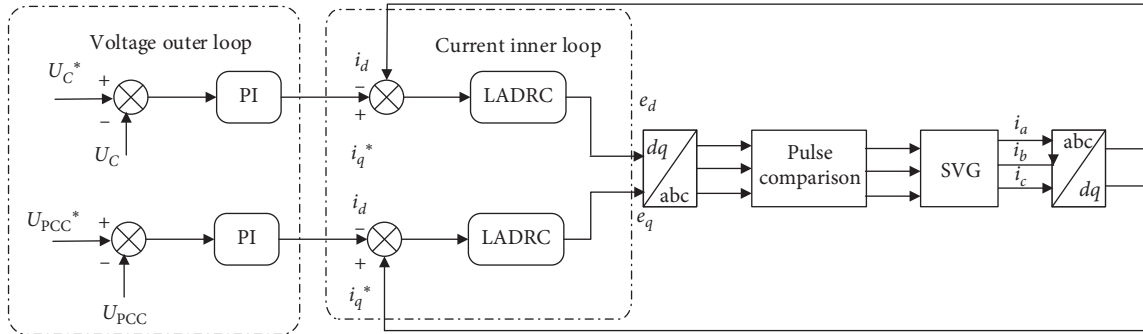 Voltage outer loop
Current inner loop
U_C*
+
−
U_C
PI
i_d
−
+
i_q*
LADRC
e_d
dq
abc
Pulse
comparison
SVG
i_a
i_b
i_c
abc
dq
U_PCC*
+
−
U_PCC
PI
i_d
−
+
i_q*
LADRC
e_q